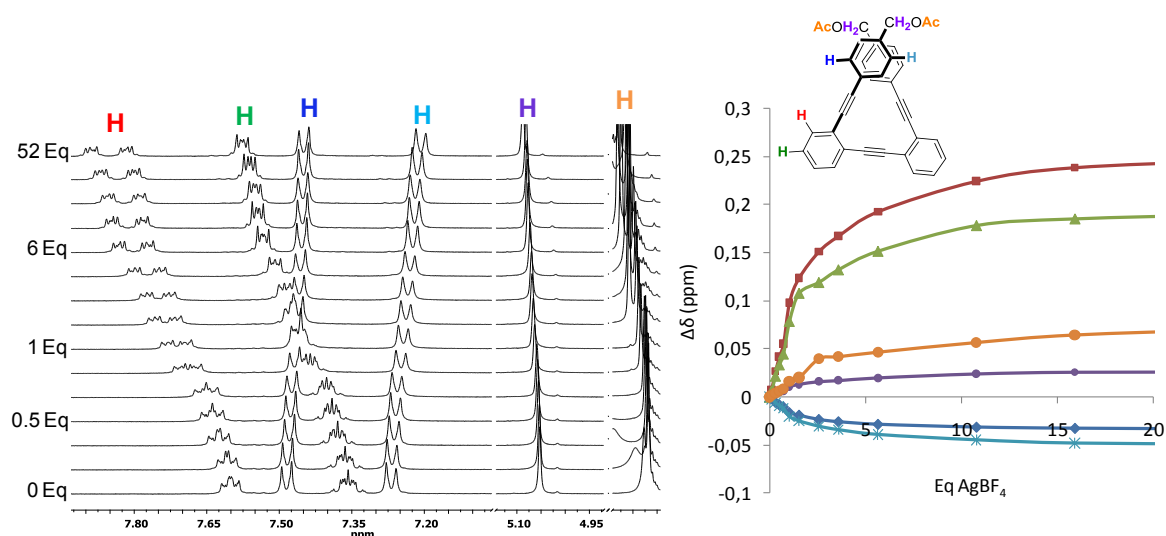 H H H H H H
52 Eq
6 Eq
1 Eq
0.5 Eq
0 Eq
7.80 7.65 7.50 7.35 7.20 5.10 4.95
ppm
AcOH₂C CH₂OAc
H H
H
H
0,3
0,25
0,2
0,15
0,1
0,05
0
-0,05
-0,1
Δδ (ppm)
0 5 10 15 20
Eq AgBF₄